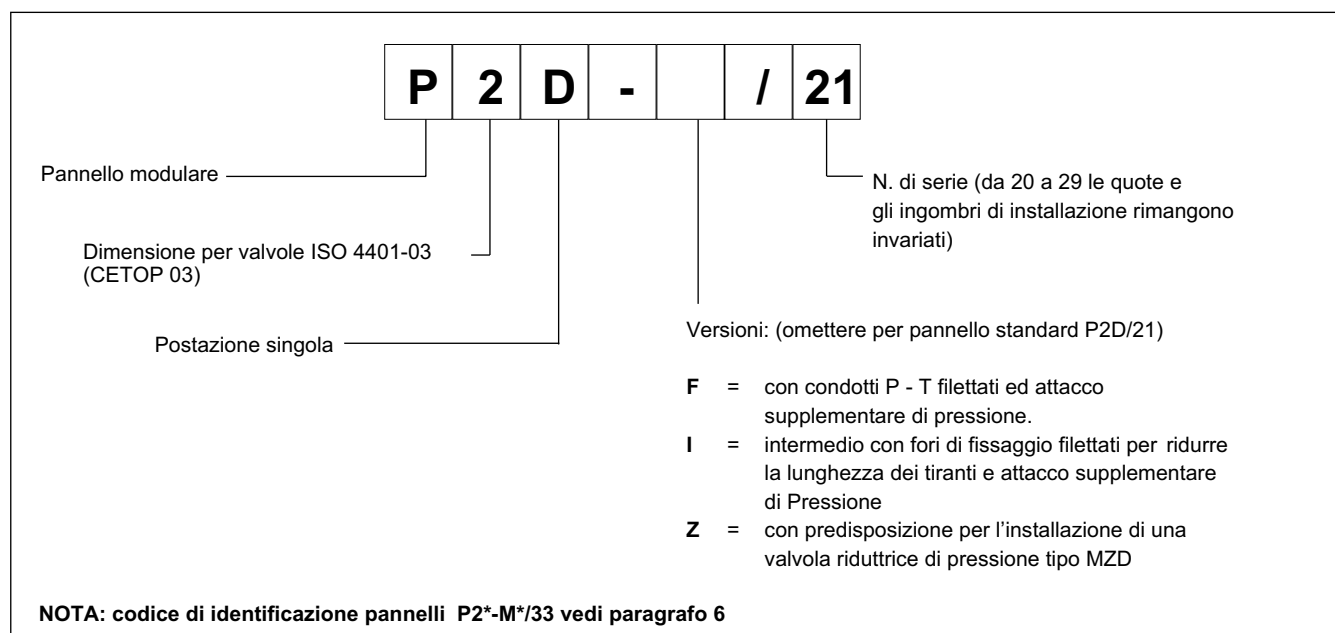 P 2 D - / 21
Pannello modulare
N. di serie (da 20 a 29 le quote e
gli ingombri di installazione rimangono
invariati)
Dimensione per valvole ISO 4401-03
(CETOP 03)
Postazione singola
Versioni: (omettere per pannello standard P2D/21)
F = con condotti P - T filettati ed attacco
supplementare di pressione.
I = intermedio con fori di fissaggio filettati per ridurre
la lunghezza dei tiranti e attacco supplementare
di Pressione
Z = con predisposizione per l'installazione di una
valvola riduttrice di pressione tipo MZD
NOTA: codice di identificazione pannelli P2*-M*/33 vedi paragrafo 6